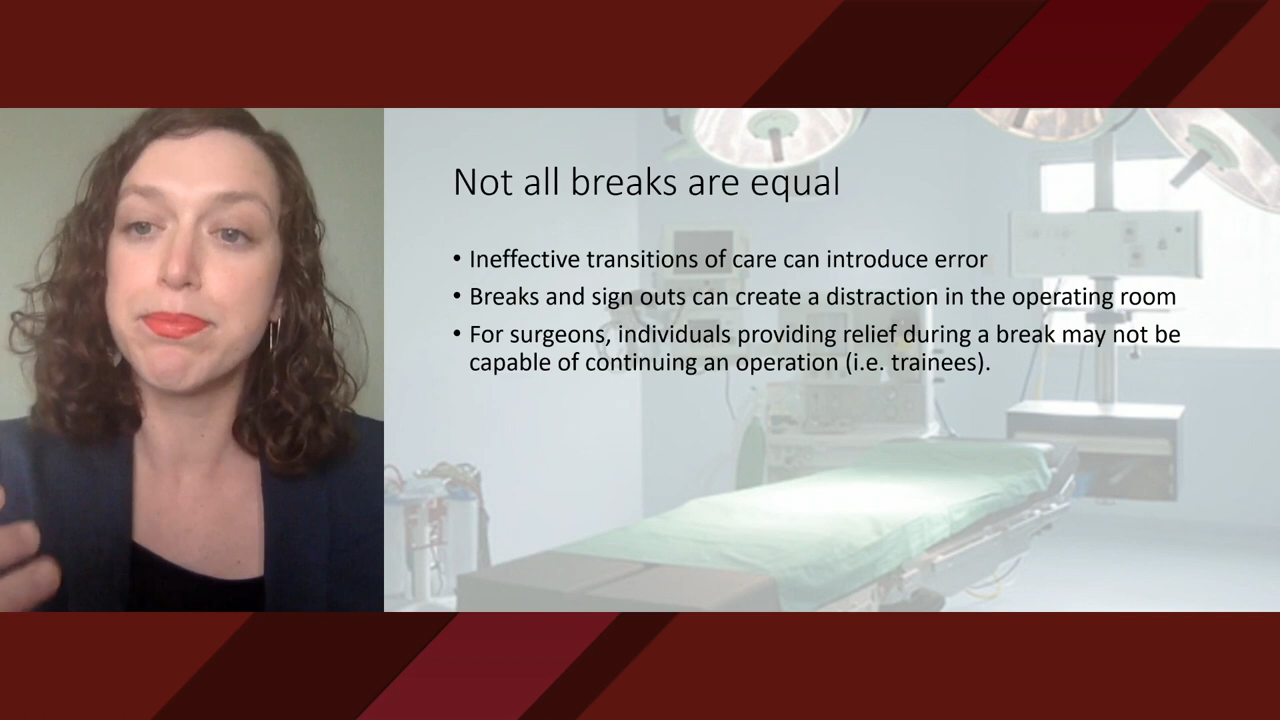 Not all breaks are equal
• Ineffective transitions of care can introduce error
• Breaks and sign outs can create a distraction in the operating room
• For surgeons, individuals providing relief during a break may not be
capable of continuing an operation (i.e. trainees).